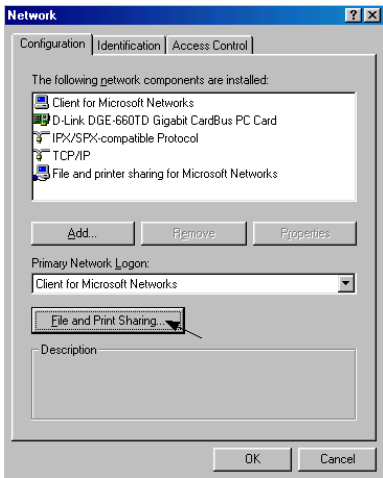 Network
Configuration Identification Access Control
The following network components are installed:
Client for Microsoft Networks
D-Link DGE-660TD Gigabit CardBus PC Card
IPX/SPX-compatible Protocol
TCP/IP
File and printer sharing for Microsoft Networks
Add... Remove Properties
Primary Network Logon:
Client for Microsoft Networks
File and Print Sharing...
Description
OK Cancel